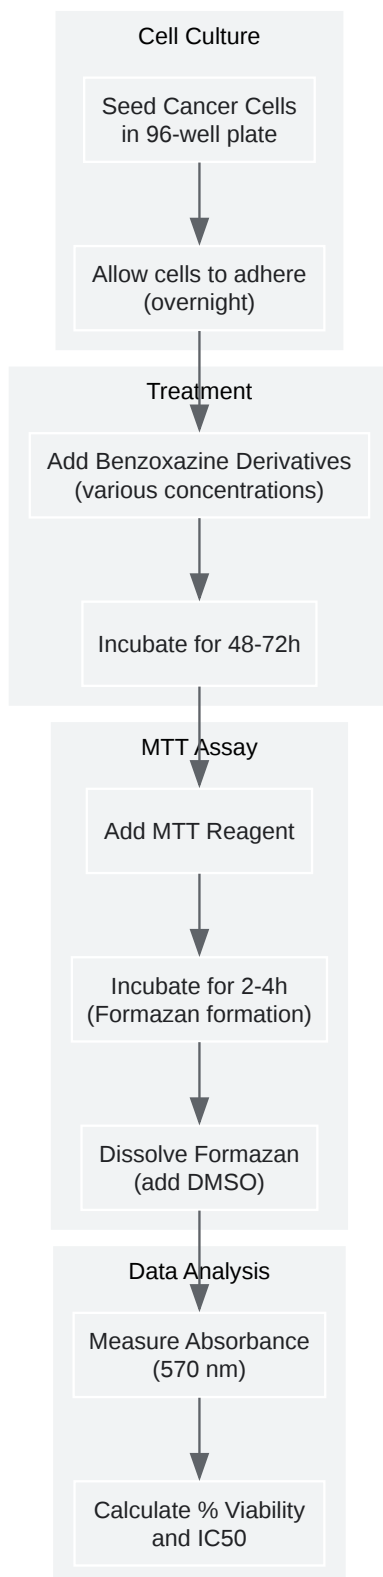 Cell Culture
Seed Cancer Cells
in 96-well plate
Allow cells to adhere
(overnight)
Treatment
Add Benzoxazine Derivatives
(various concentrations)
Incubate for 48-72h
MTT Assay
Add MTT Reagent
Incubate for 2-4h
(Formazan formation)
Dissolve Formazan
(add DMSO)
Data Analysis
Measure Absorbance
(570 nm)
Calculate % Viability
and IC50